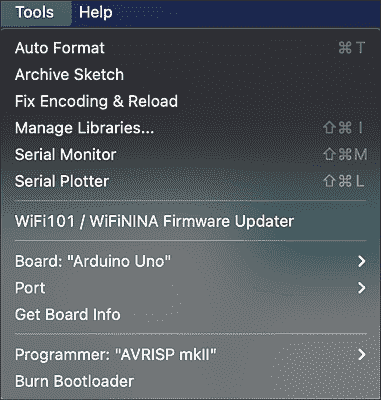 Tools Help
Auto Format ⌘T
Archive Sketch
Fix Encoding & Reload
Manage Libraries... ⇧⌘I
Serial Monitor ⇧⌘M
Serial Plotter ⇧⌘L
WiFi101 / WiFiNINA Firmware Updater
Board: "Arduino Uno"
Port
Get Board Info
Programmer: "AVRISP mkII"
Burn Bootloader